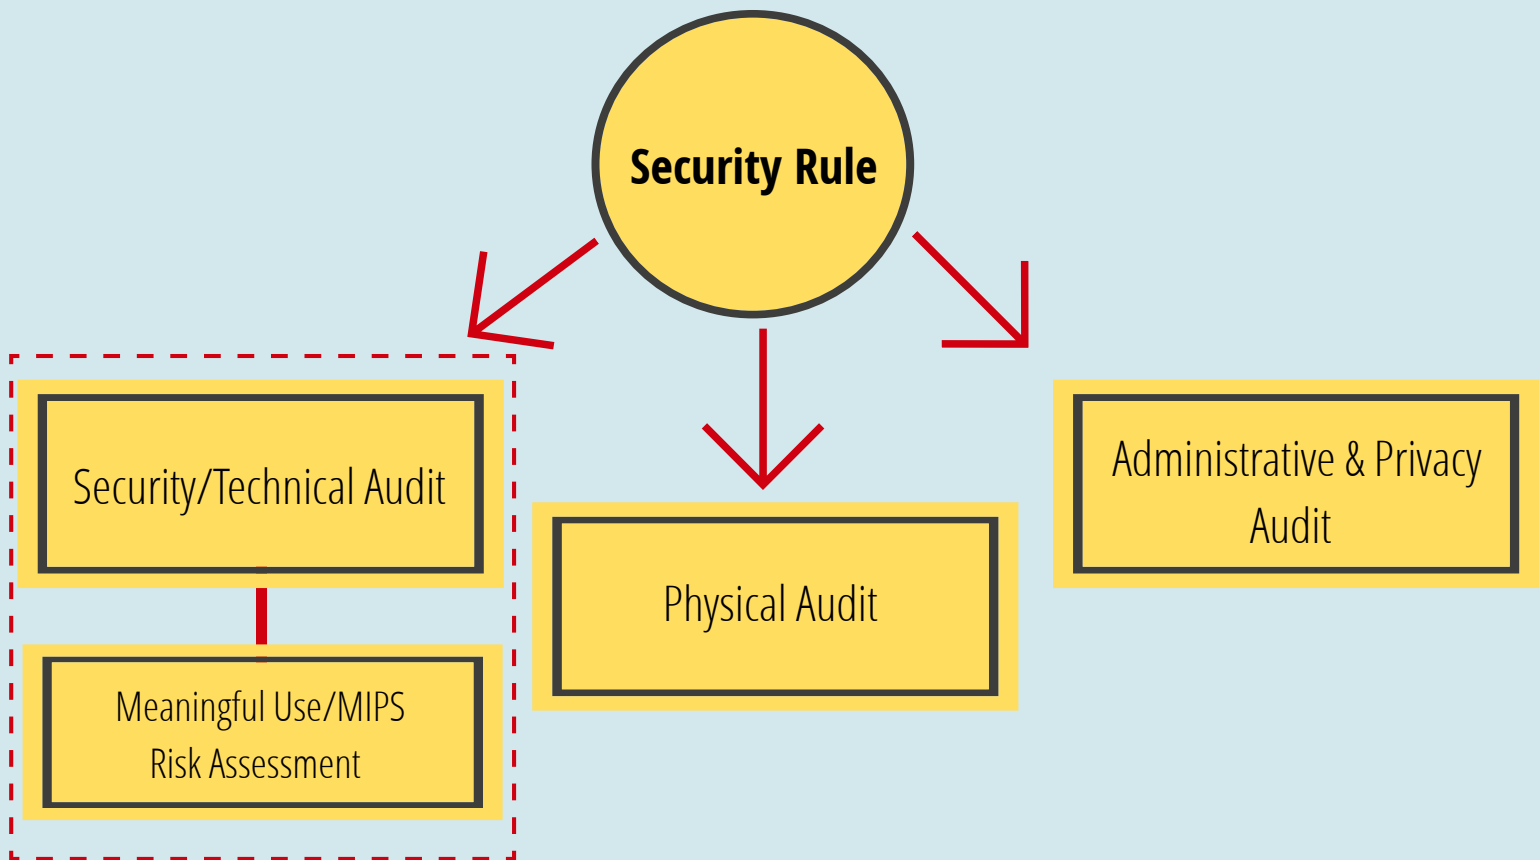 Security Rule
Security/Technical Audit
Meaningful Use/MIPS
Risk Assessment
Physical Audit
Administrative & Privacy
Audit